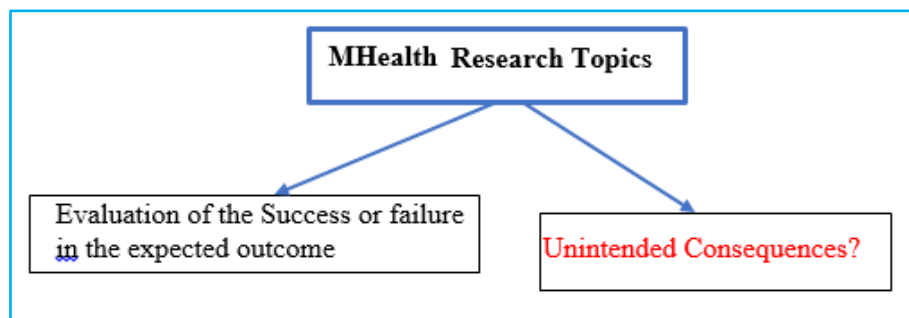 MHealth Research Topics
Evaluation of the Success or failure
in the expected outcome
Unintended Consequences?